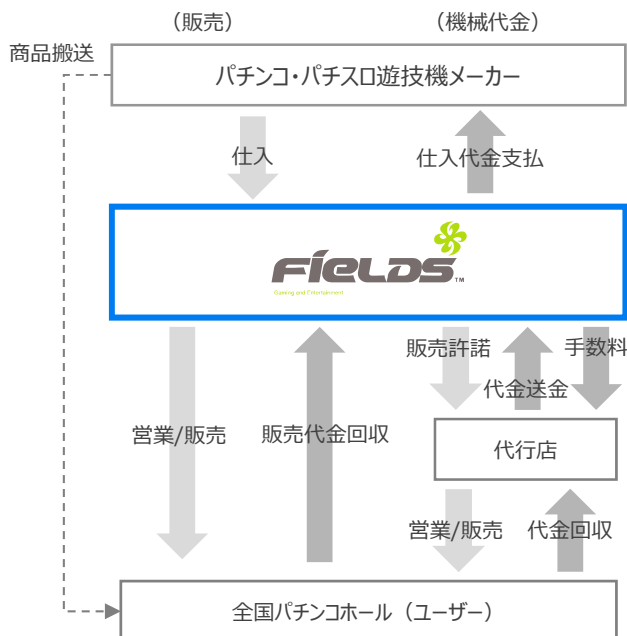 （販売）
（機械代金）
商品搬送
パチンコ・パチスロ遊技機メーカー
仕入
仕入代金支払
FIELDS™
Gaming and Entertainment
販売許諾
手数料
代金送金
営業/販売
販売代金回収
代行店
営業/販売
代金回収
全国パチンコホール（ユーザー）